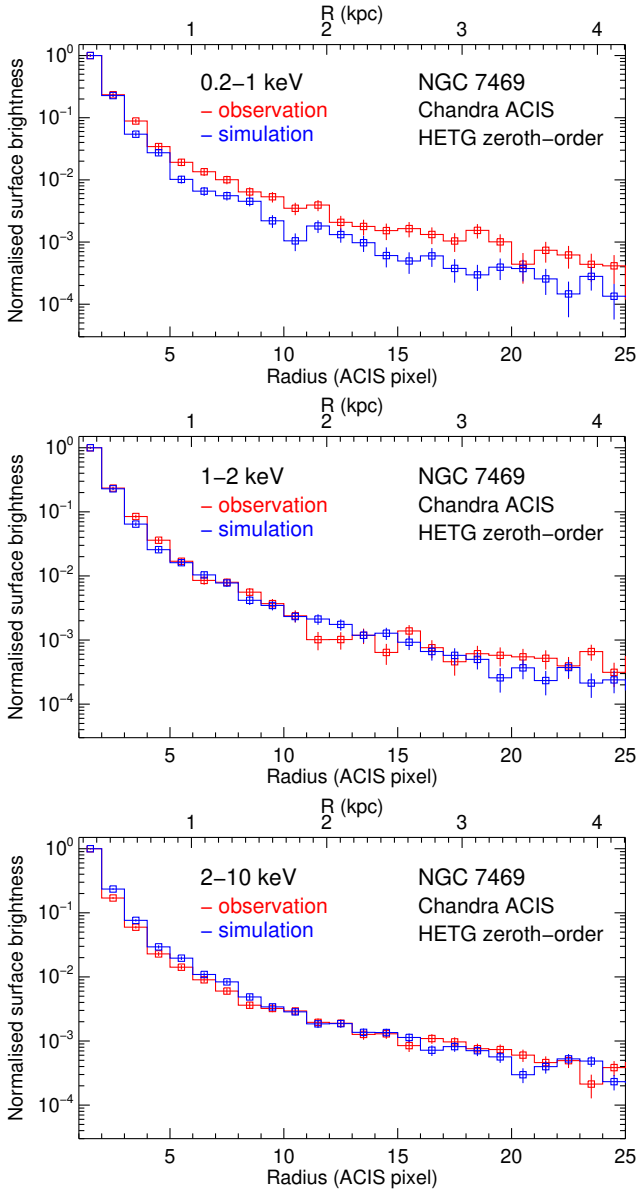 R (kpc)
1 2 3 4
10⁰
10⁻¹
10⁻²
10⁻³
10⁻⁴
Normalised surface brightness
0.2−1 keV
− observation
− simulation
NGC 7469
Chandra ACIS
HETG zeroth−order
5 10 15 20 25
Radius (ACIS pixel)
R (kpc)
1 2 3 4
10⁰
10⁻¹
10⁻²
10⁻³
10⁻⁴
Normalised surface brightness
1−2 keV
− observation
− simulation
NGC 7469
Chandra ACIS
HETG zeroth−order
5 10 15 20 25
Radius (ACIS pixel)
R (kpc)
1 2 3 4
10⁰
10⁻¹
10⁻²
10⁻³
10⁻⁴
Normalised surface brightness
2−10 keV
− observation
− simulation
NGC 7469
Chandra ACIS
HETG zeroth−order
5 10 15 20 25
Radius (ACIS pixel)